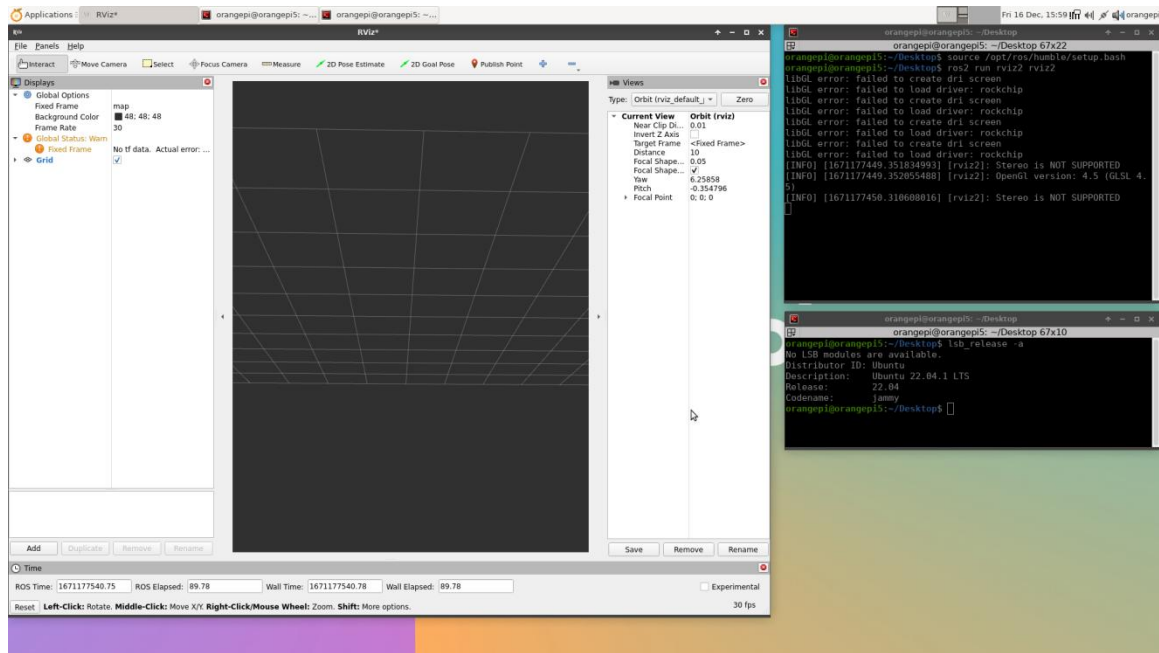 Applications RViz* orangepi@orangepi5: ~... orangepi@orangepi5: ~... Fri 16 Dec, 15:59 orangepi
RViz*
File Panels Help
Interact Move Camera Select Focus Camera Measure 2D Pose Estimate 2D Goal Pose Publish Point
Displays
Global Options
Fixed Frame map
Background Color 48; 48; 48
Frame Rate 30
Global Status: Warn
Fixed Frame No tf data. Actual error: ...
Grid
Add Duplicate Remove Rename
Views
Type: Orbit (rviz_default_ Zero
Current View Orbit (rviz)
Near Clip Di... 0.01
Invert Z Axis
Target Frame <Fixed Frame>
Distance 10
Focal Shape... 0.05
Focal Shape...
Yaw 6.25858
Pitch -0.354796
Focal Point 0; 0; 0
Save Remove Rename
Time
ROS Time: 1671177540.75 ROS Elapsed: 89.78 Wall Time: 1671177540.78 Wall Elapsed: 89.78 Experimental
Reset Left-Click: Rotate. Middle-Click: Move X/Y. Right-Click/Mouse Wheel: Zoom. Shift: More options. 30 fps
orangepi@orangepi5: ~/Desktop
orangepi@orangepi5: ~/Desktop 67x22
orangepi@orangepi5:~/Desktop$ source /opt/ros/humble/setup.bash
orangepi@orangepi5:~/Desktop$ ros2 run rviz2 rviz2
libGL error: failed to create dri screen
libGL error: failed to load driver: rockchip
libGL error: failed to create dri screen
libGL error: failed to load driver: rockchip
libGL error: failed to create dri screen
libGL error: failed to load driver: rockchip
libGL error: failed to create dri screen
libGL error: failed to load driver: rockchip
[INFO] [1671177449.351834993] [rviz2]: Stereo is NOT SUPPORTED
[INFO] [1671177449.352055488] [rviz2]: OpenGl version: 4.5 (GLSL 4.
5)
[INFO] [1671177450.310608016] [rviz2]: Stereo is NOT SUPPORTED
orangepi@orangepi5: ~/Desktop
orangepi@orangepi5: ~/Desktop 67x10
orangepi@orangepi5:~/Desktop$ lsb_release -a
No LSB modules are available.
Distributor ID: Ubuntu
Description: Ubuntu 22.04.1 LTS
Release: 22.04
Codename: jammy
orangepi@orangepi5:~/Desktop$